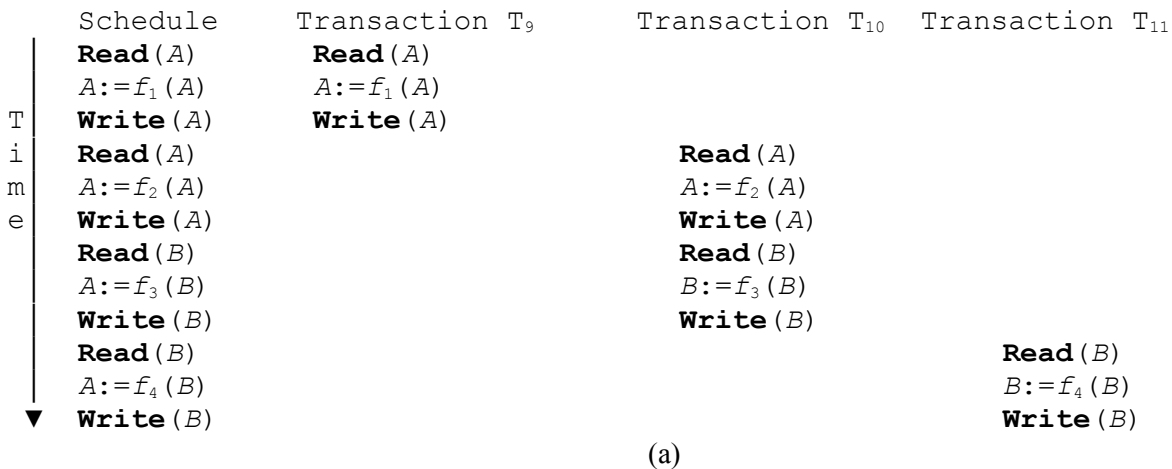 Schedule Transaction T₉ Transaction T₁₀ Transaction T₁₁
Read(A) Read(A)
A:=f₁(A) A:=f₁(A)
T Write(A) Write(A)
i Read(A) Read(A)
m A:=f₂(A) A:=f₂(A)
e Write(A) Write(A)
Read(B) Read(B)
A:=f₃(B) B:=f₃(B)
Write(B) Write(B)
Read(B) Read(B)
A:=f₄(B) B:=f₄(B)
Write(B) Write(B)
(a)